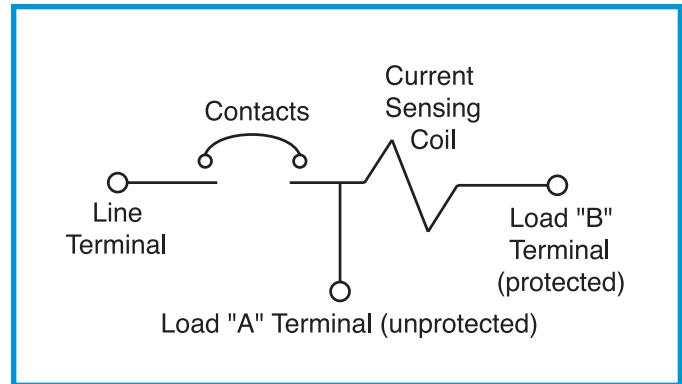 Contacts
Current
Sensing
Coil
Line
Terminal
Load "B"
Terminal
(protected)
Load "A" Terminal (unprotected)